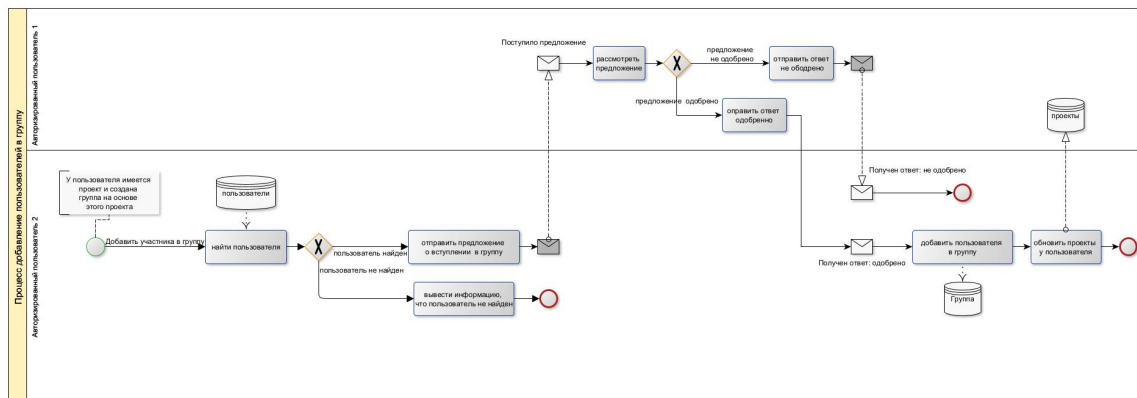 Процесс добавление пользователей в группу
Авторизированный пользователь 1
Поступило предложение
рассмотреть
предложение
предложение
не одобрено
отправить ответ
не ободрено
предложение одобрено
оправить ответ
одобренно
проекты
Авторизированный пользователь 2
У пользователя имеется
проект и создана
группа на основе
этого проекта
пользователи
Добавить участника в группу
найти пользователя
пользователь найден
отправить предложение
о вступлении в группу
пользователь не найден
вывести информацию,
что пользователь не найден
Получен ответ: не одобрено
Получен ответ: одобрено
добавить пользователя
в группу
обновить проекты
у пользователя
Группа